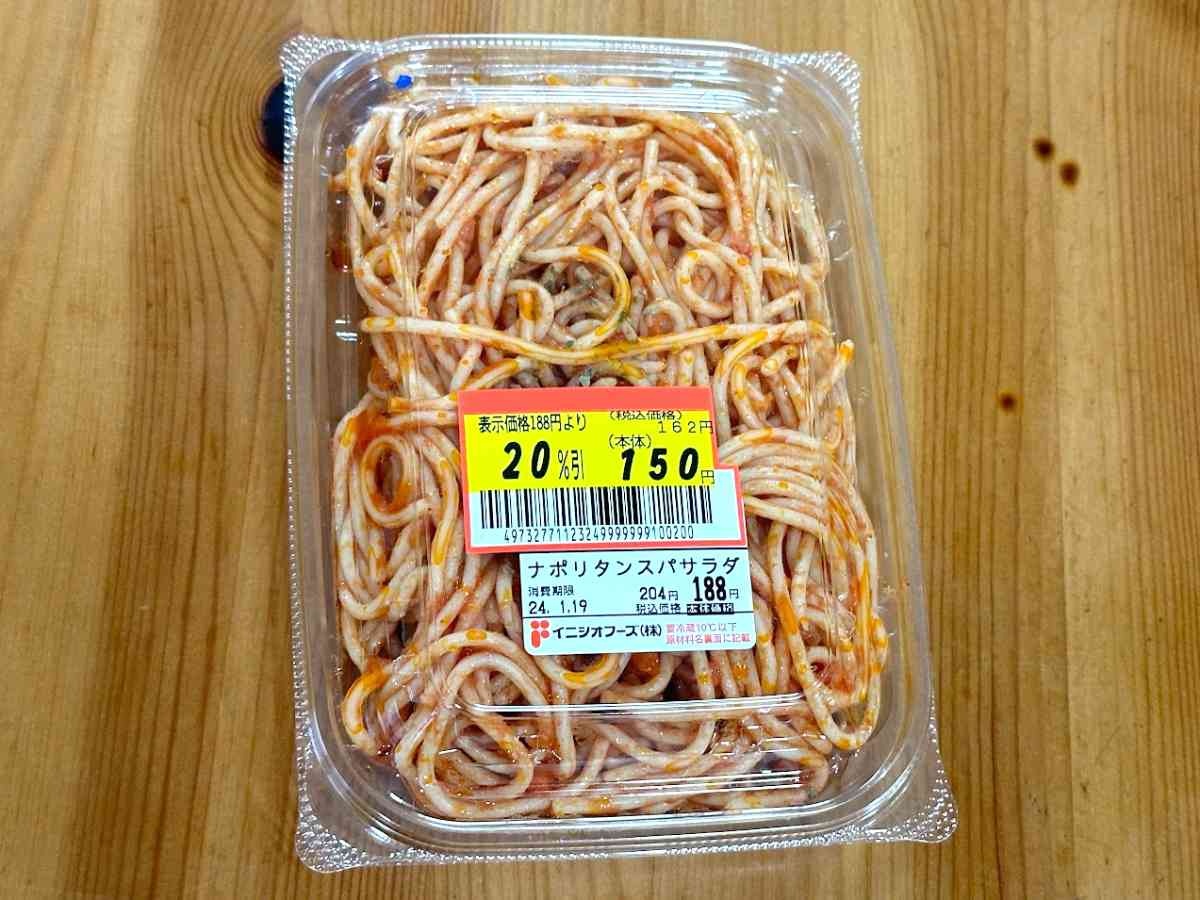 表示価格188円より
(税込価格)
162円
20%引
(本体)
150円
4973277112324999999100200
ナポリタンスパサラダ
消費期限
24. 1.19
204円
税込価格
188円
本体価格
イニシオフーズ(株)
要冷蔵10℃以下
原材料名裏面に記載